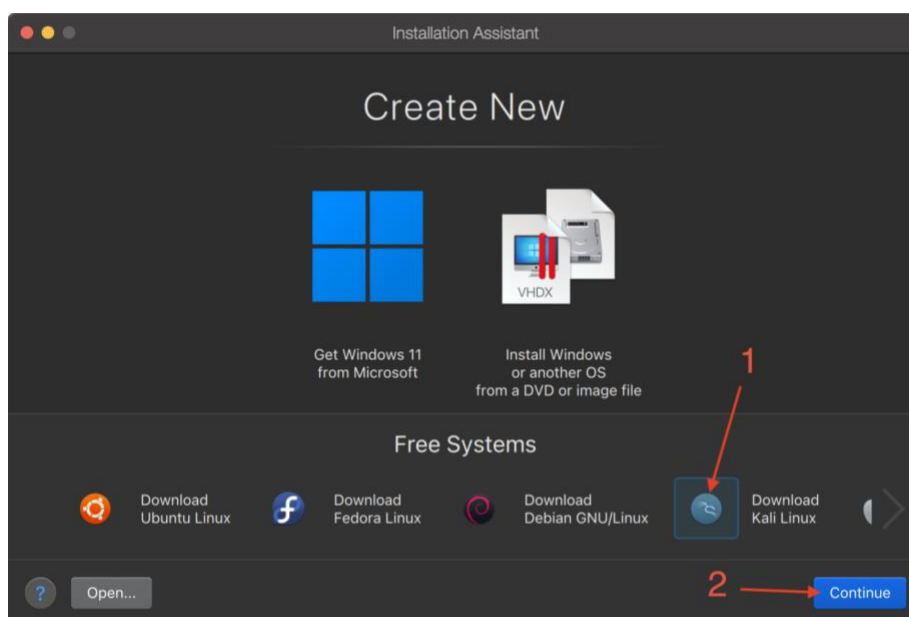 Installation Assistant
Create New
VHDX
Get Windows 11
from Microsoft
Install Windows
or another OS
from a DVD or image file
1
Free Systems
Download
Ubuntu Linux
Download
Fedora Linux
Download
Debian GNU/Linux
Download
Kali Linux
?
Open...
2
Continue